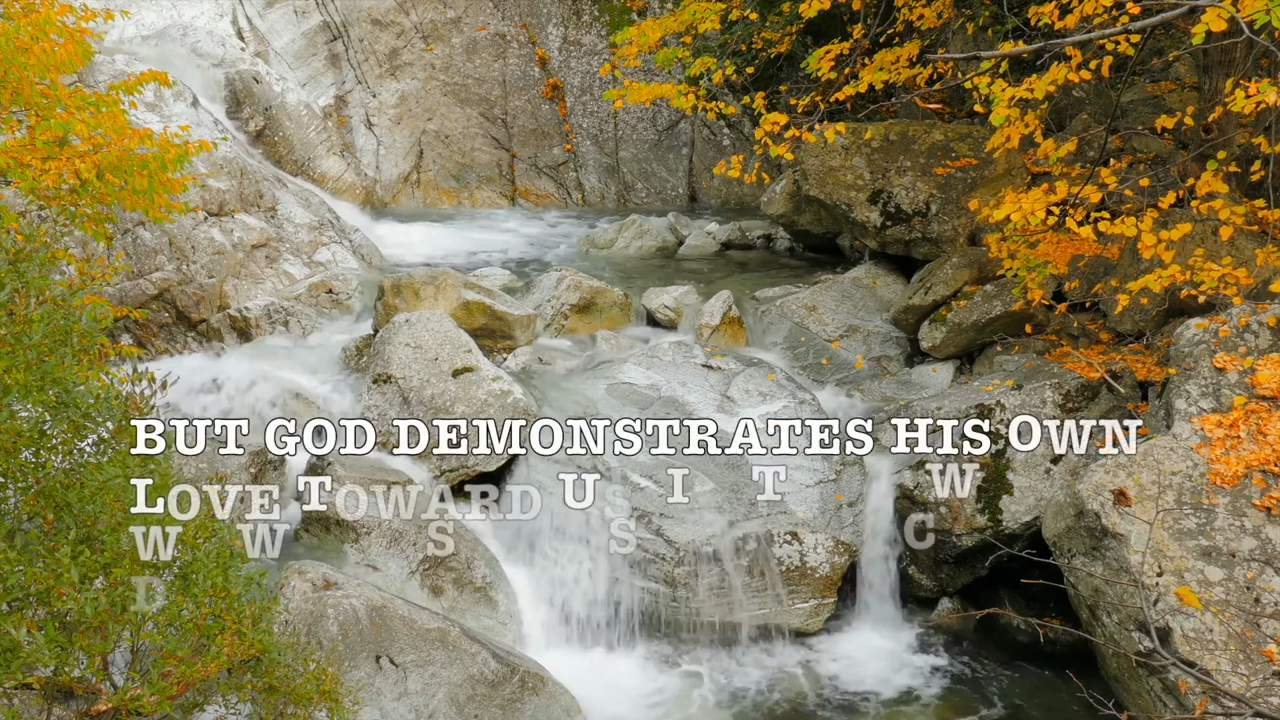 BUT GOD DEMONSTRATES HIS OWN
LOVE TOWARD US I T W
W W S S C
D